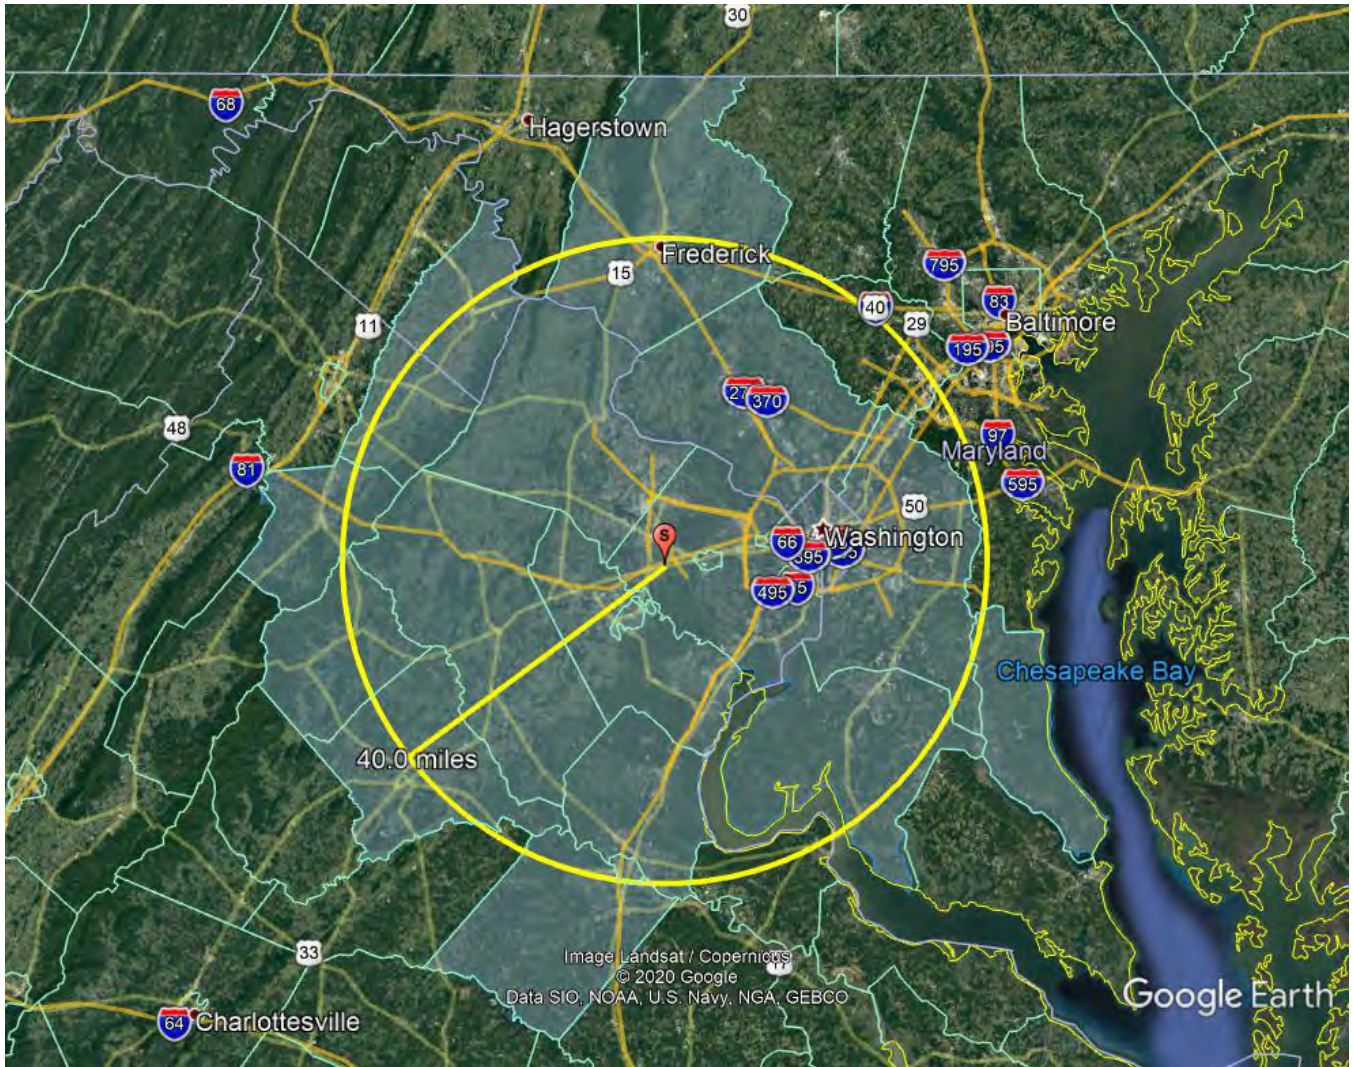 30
68
Hagerstown
Frederick
15
795
40
83
29
Baltimore
11
195
370
48
97
Maryland
81
595
50
S
66
Washington
495
Chesapeake Bay
40.0 miles
33
Image Landsat / Copernicus
© 2020 Google
Data SIO, NOAA, U.S. Navy, NGA, GEBCO
Google Earth
64
Charlottesville